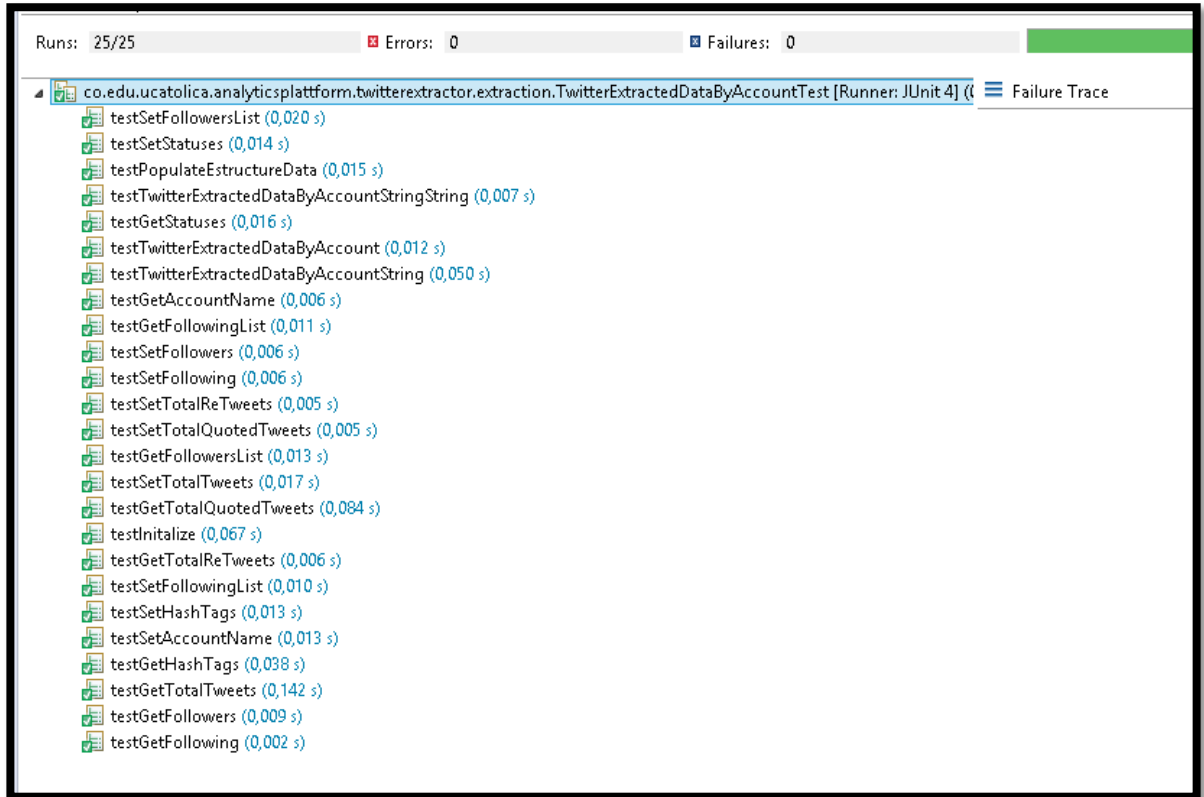 Runs: 25/25 Errors: 0 Failures: 0
co.edu.ucatolica.analyticsplattform.twitterextractor.extraction.TwitterExtractedDataByAccountTest [Runner: JUnit 4] (0 Failure Trace
testSetFollowersList (0,020 s)
testSetStatuses (0,014 s)
testPopulateEstructureData (0,015 s)
testTwitterExtractedDataByAccountStringString (0,007 s)
testGetStatuses (0,016 s)
testTwitterExtractedDataByAccount (0,012 s)
testTwitterExtractedDataByAccountString (0,050 s)
testGetAccountName (0,006 s)
testGetFollowingList (0,011 s)
testSetFollowers (0,006 s)
testSetFollowing (0,006 s)
testSetTotalReTweets (0,005 s)
testSetTotalQuotedTweets (0,005 s)
testGetFollowersList (0,013 s)
testSetTotalTweets (0,017 s)
testGetTotalQuotedTweets (0,084 s)
testInitalize (0,067 s)
testGetTotalReTweets (0,006 s)
testSetFollowingList (0,010 s)
testSetHashTags (0,013 s)
testSetAccountName (0,013 s)
testGetHashTags (0,038 s)
testGetTotalTweets (0,142 s)
testGetFollowers (0,009 s)
testGetFollowing (0,002 s)